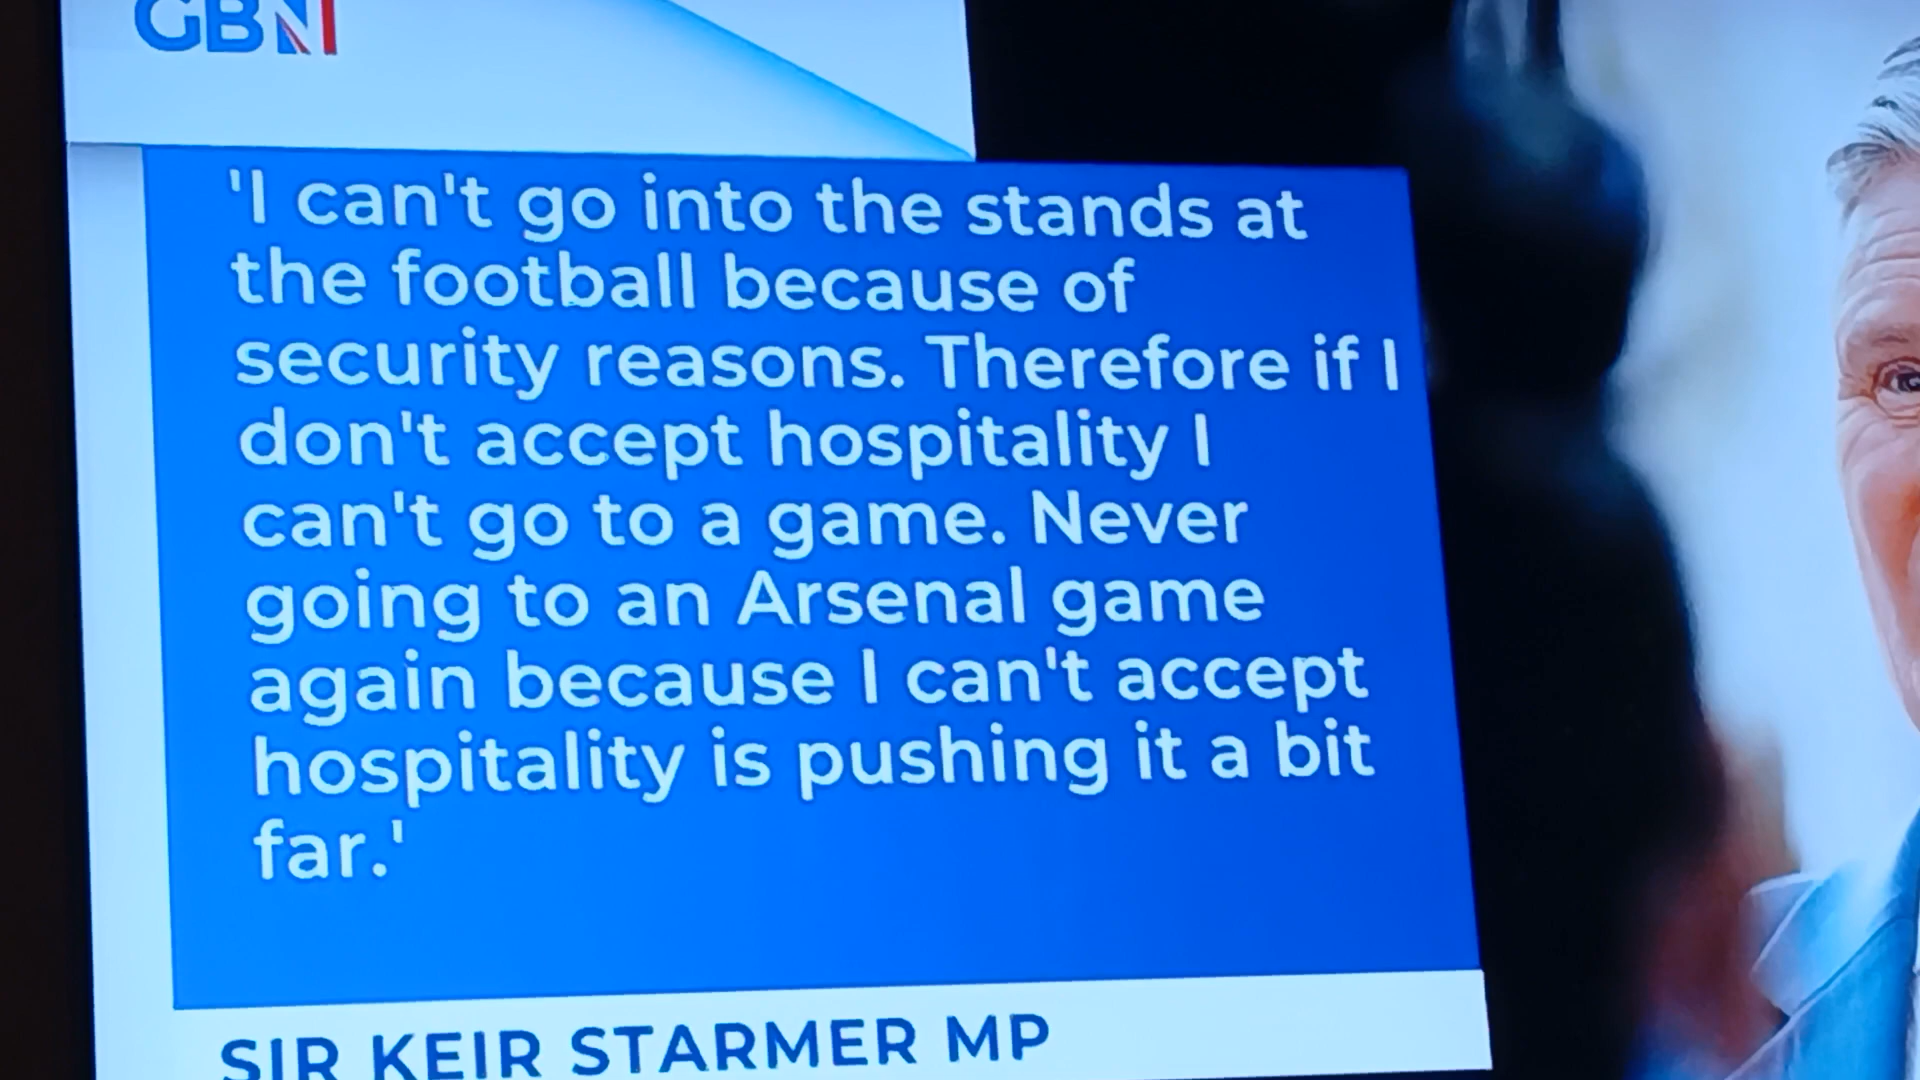 GBN
'I can't go into the stands at
the football because of
security reasons. Therefore if I
don't accept hospitality I
can't go to a game. Never
going to an Arsenal game
again because I can't accept
hospitality is pushing it a bit
far.'
SIR KEIR STARMER MP